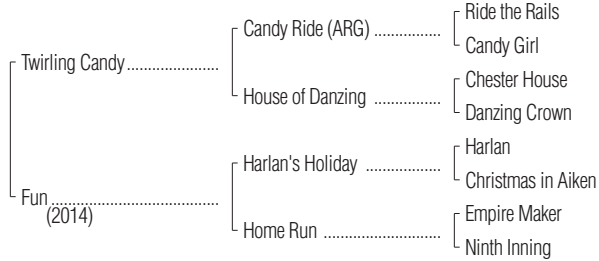 Ride the Rails
Candy Ride (ARG) ................
Candy Girl
Twirling Candy ......................
Chester House
House of Danzing ................
Danzing Crown
Harlan
Harlan's Holiday ..................
Christmas in Aiken
Fun ........................................
(2014)
Empire Maker
Home Run ............................
Ninth Inning